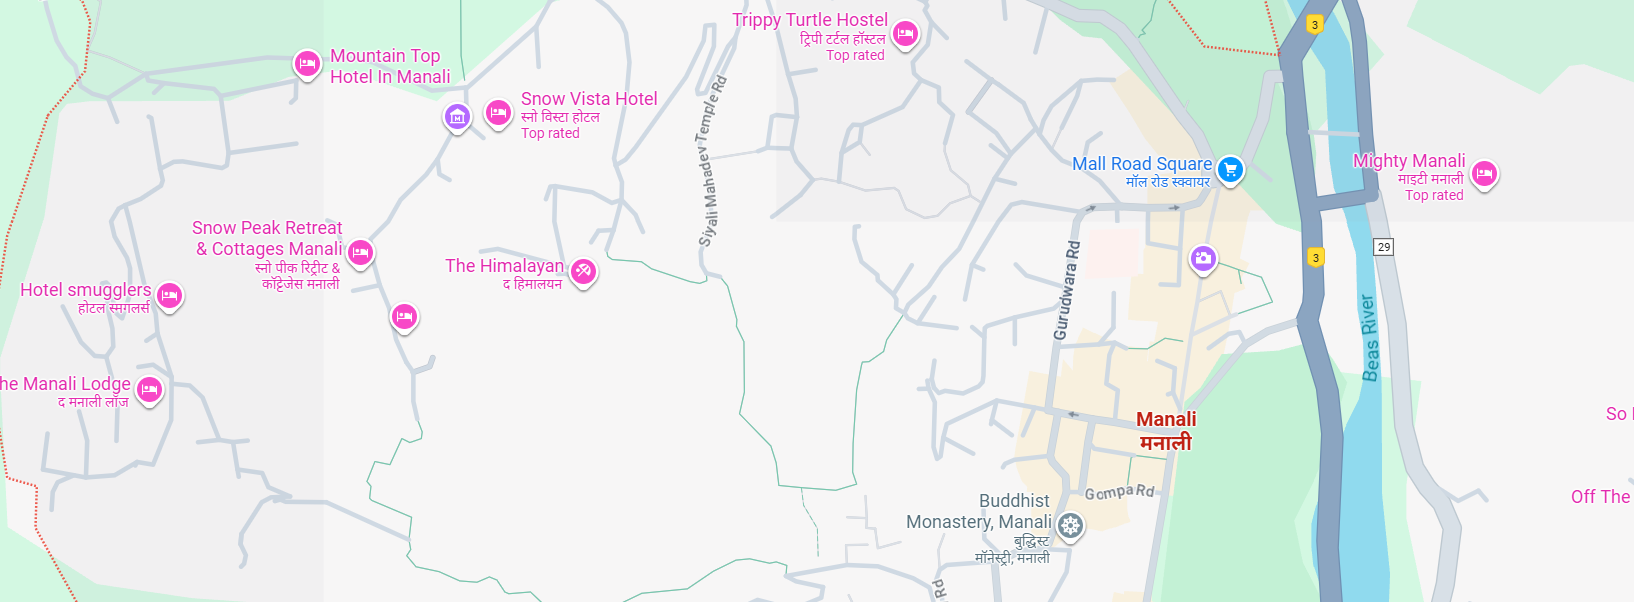 Trippy Turtle Hostel
ट्रिपी टर्टल हॉस्टल
Top rated
3
Mountain Top
Hotel In Manali
Snow Vista Hotel
स्नो विस्टा होटल
Top rated
Siyali Mahadev Temple Rd
Mall Road Square
मॉल रोड स्क्वायर
Mighty Manali
माइटी मनाली
Top rated
Snow Peak Retreat
& Cottages Manali
स्नो पीक रिट्रीट &
कॉट्टेजेस मनाली
The Himalayan
द हिमालयन
Gurudwara Rd
29
3
Hotel smugglers
होटल स्मगलर्स
Beas River
he Manali Lodge
द मनाली लॉज
Manali
मनाली
So
Gompa Rd
Off The
Buddhist
Monastery, Manali
बुद्धिस्ट
मॉनेस्ट्री, मनाली
Rd